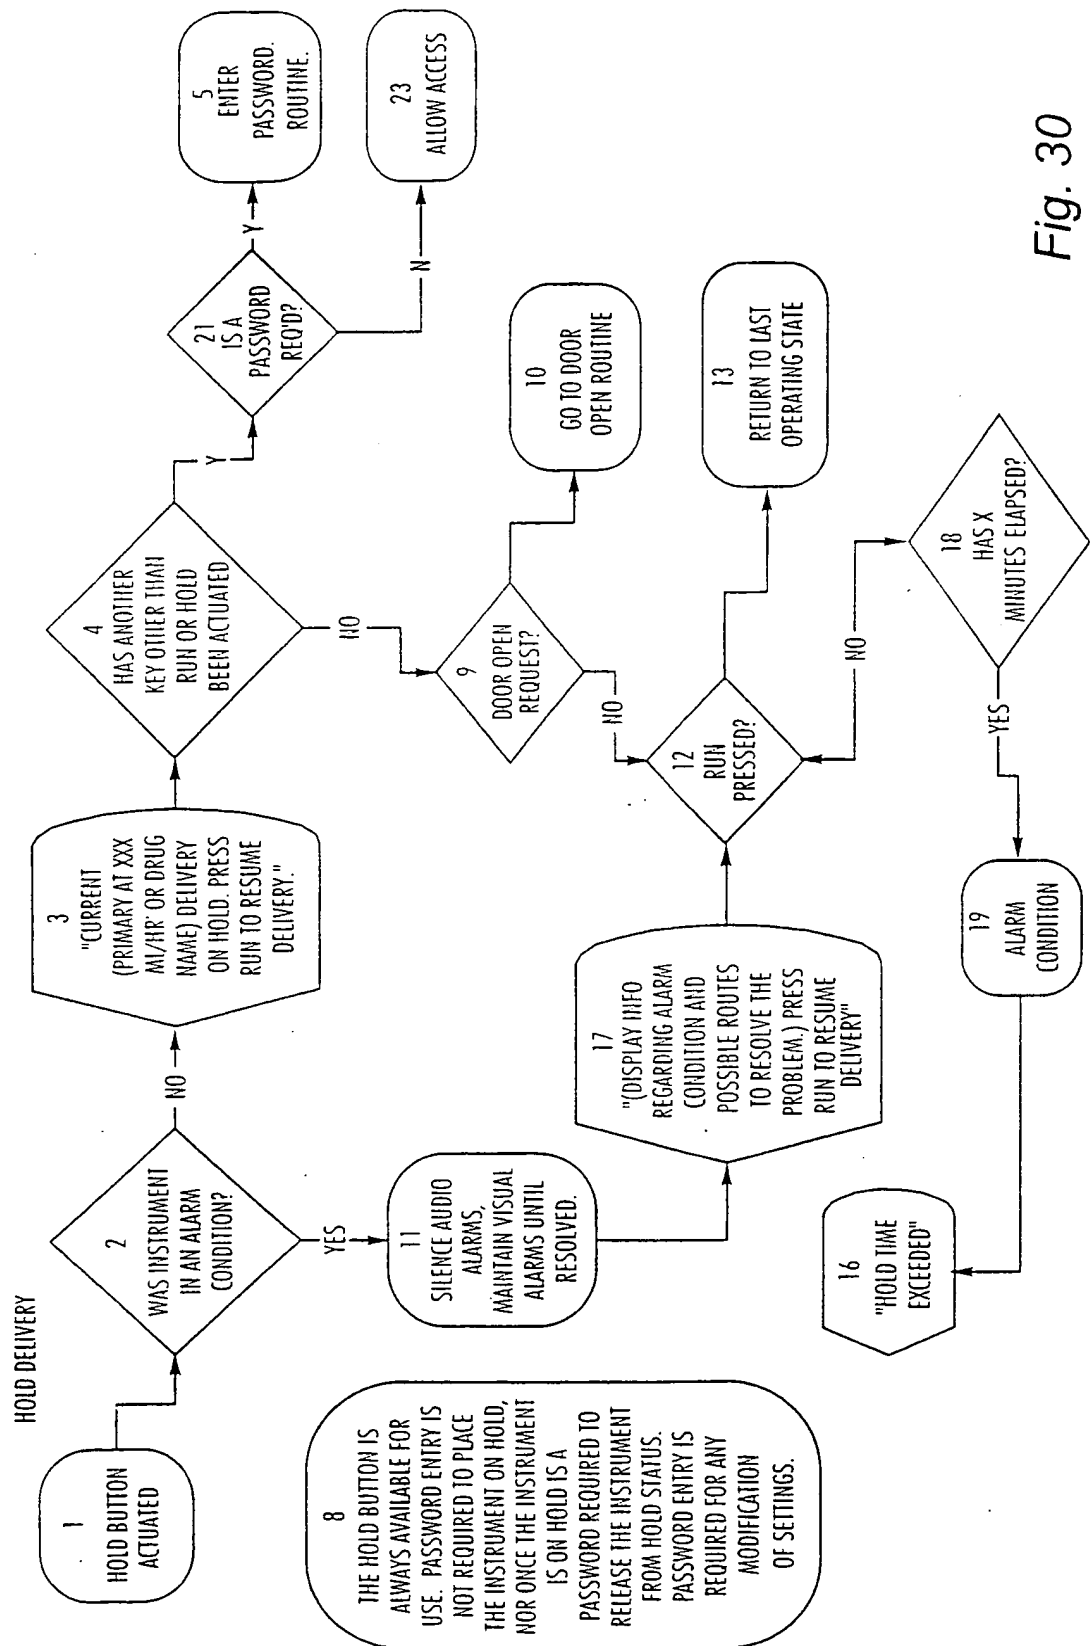 HOLD DELIVERY
1
HOLD BUTTON
ACTUATED
2
WAS INSTRUMENT
IN AN ALARM
CONDITION?
NO
YES
3
"CURRENT
(PRIMARY AT XXX
Ml/HR' OR DRUG
NAME) DELIVERY
ON HOLD. PRESS
RUN TO RESUME
DELIVERY."
4
HAS ANOTHER
KEY OTHER THAN
RUN OR HOLD
BEEN ACTUATED
Y
NO
21
IS A
PASSWORD
REQ'D?
Y
N
5
ENTER
PASSWORD.
ROUTINE.
23
ALLOW ACCESS
9
DOOR OPEN
REQUEST?
NO
10
GO TO DOOR
OPEN ROUTINE
11
SILENCE AUDIO
ALARMS,
MAINTAIN VISUAL
ALARMS UNTIL
RESOLVED.
17
"(DISPLAY INFO
REGARDING ALARM
CONDITION AND
POSSIBLE ROUTES
TO RESOLVE THE
PROBLEM.) PRESS
RUN TO RESUME
DELIVERY"
12
RUN
PRESSED?
13
RETURN TO LAST
OPERATING STATE
NO
18
HAS X
MINUTES ELAPSED?
YES
19
ALARM
CONDITION
16
"HOLD TIME
EXCEEDED"
8
THE HOLD BUTTON IS
ALWAYS AVAILABLE FOR
USE. PASSWORD ENTRY IS
NOT REQUIRED TO PLACE
THE INSTRUMENT ON HOLD,
NOR ONCE THE INSTRUMENT
IS ON HOLD IS A
PASSWORD REQUIRED TO
RELEASE THE INSTRUMENT
FROM HOLD STATUS.
PASSWORD ENTRY IS
REQUIRED FOR ANY
MODIFICATION
OF SETTINGS.
Fig. 30